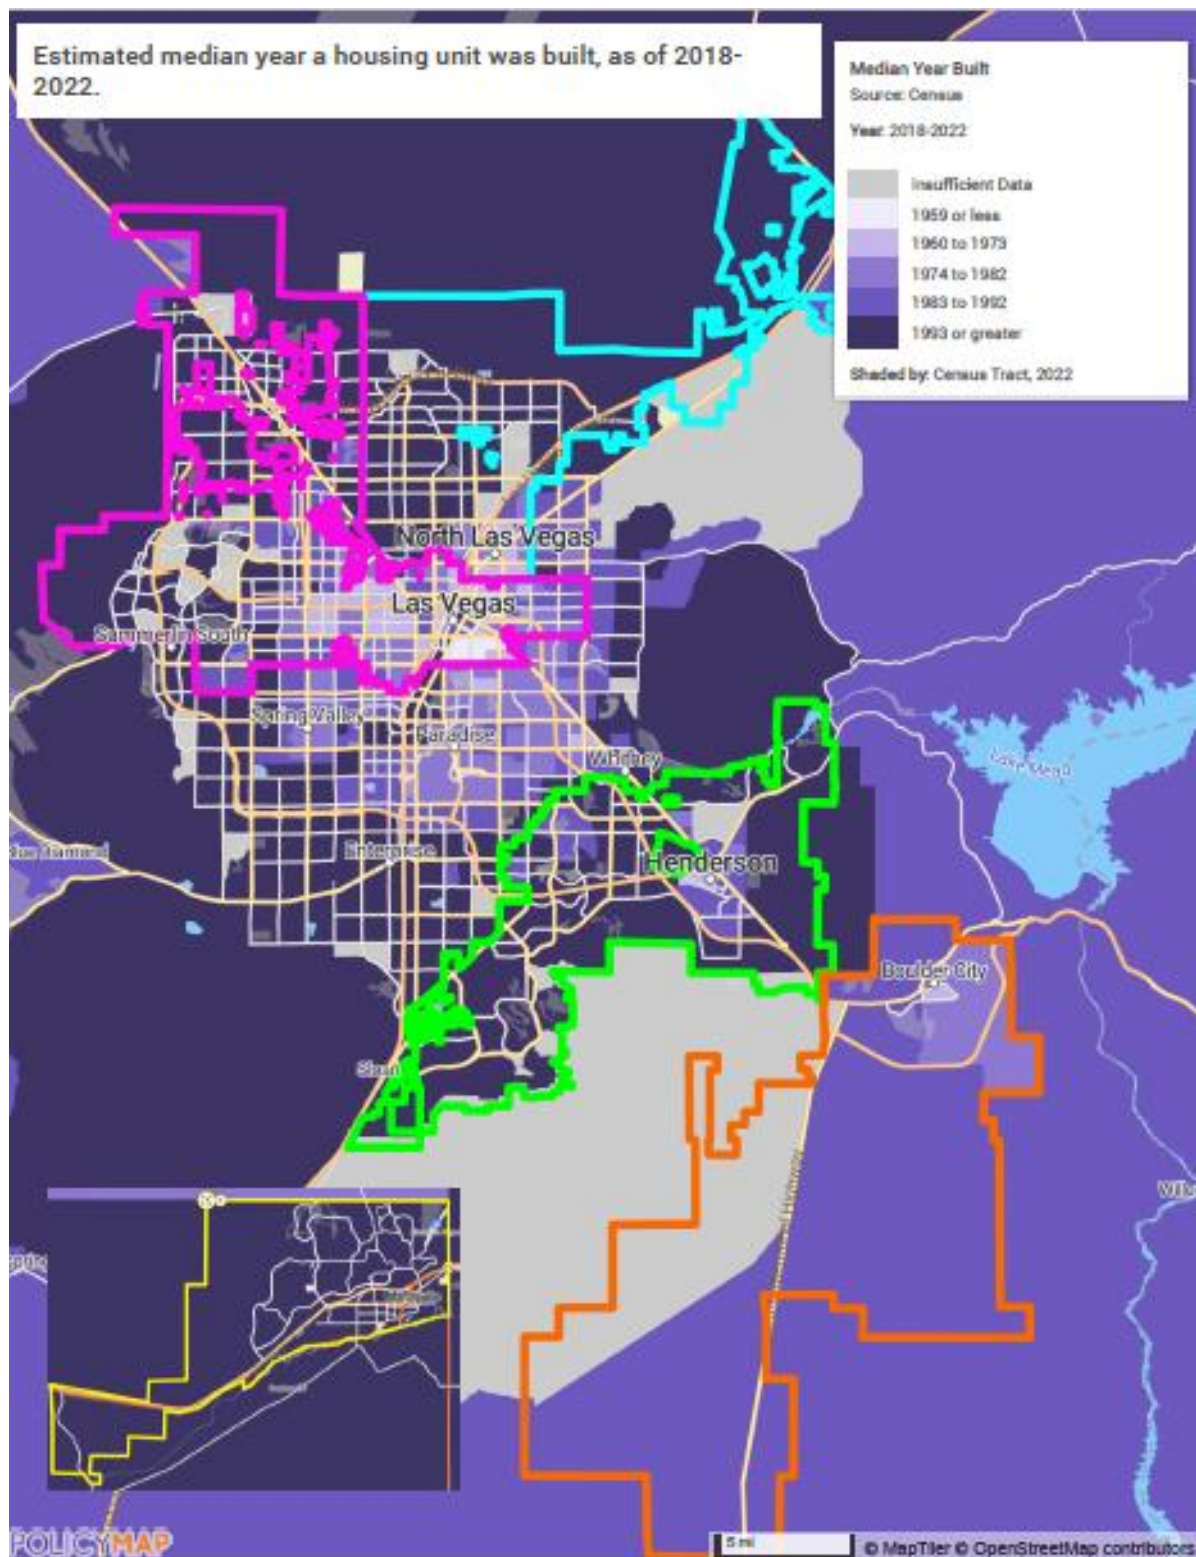 Estimated median year a housing unit was built, as of 2018-
2022.
Median Year Built
Source: Census
Year: 2018-2022
Insufficient Data
1959 or less
1960 to 1973
1974 to 1982
1983 to 1992
1993 or greater
Shaded by: Census Tract, 2022
North Las Vegas
Las Vegas
Summerlin South
Spring Valley
Paradise
Whitney
Lake Mead
Enterprise
Henderson
Boulder City
Sloan
POLICYMAP
5 mi
© MapTiler © OpenStreetMap contributors